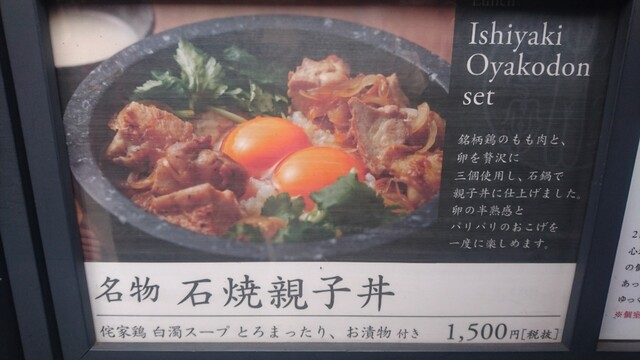 Lunch
Ishiyaki
Oyakodon
set
銘柄鶏のもも肉と、
卵を贅沢に
三個使用し、石鍋で
親子丼に仕上げました。
卵の半熟感と
パリパリのおこげを
一度に楽しめます。
名物 石焼親子丼
侘家鶏 白濁スープ とろまったり、お漬物 付き 1,500円[税抜]